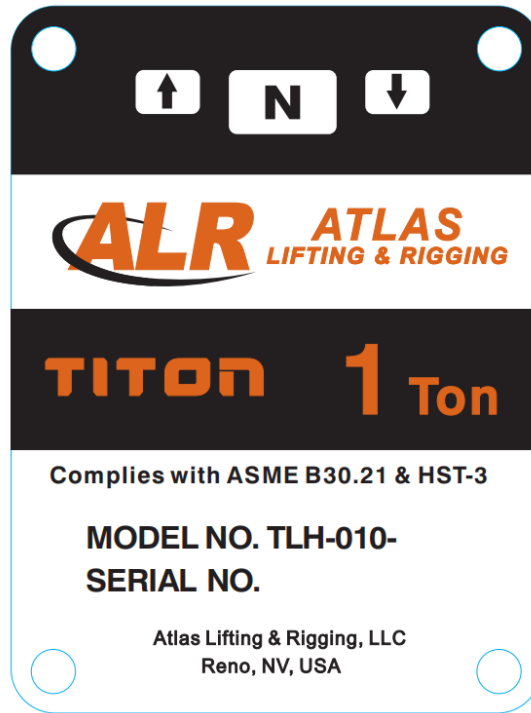 ↑ N ↓
ALR ATLAS
LIFTING & RIGGING
TITON 1 Ton
Complies with ASME B30.21 & HST-3
MODEL NO. TLH-010-
SERIAL NO.
Atlas Lifting & Rigging, LLC
Reno, NV, USA